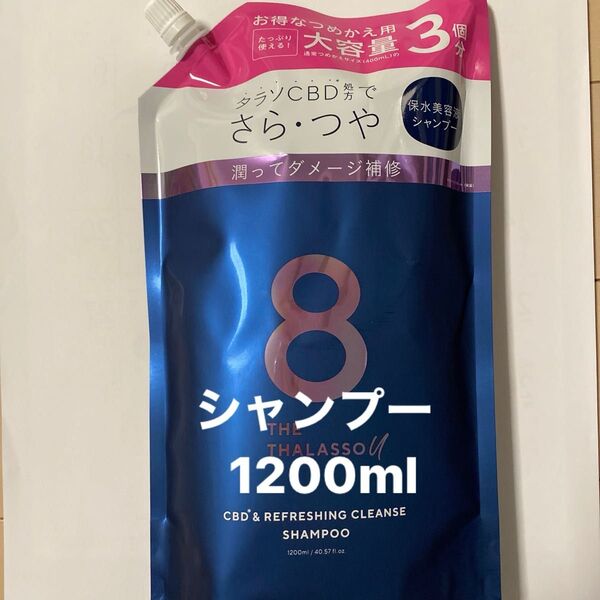 お得なつめかえ用
たっぷり
使える!
大容量
3個分
通常つめかえサイズ(400mL)の
タラソCBD処方で
さら・つや
保水美容液
シャンプー
潤ってダメージ補修
8
シャンプー
THE
THALASSO u
1200ml
CBD* & REFRESHING CLEANSE
SHAMPOO
1200ml / 40.57 fl.oz.